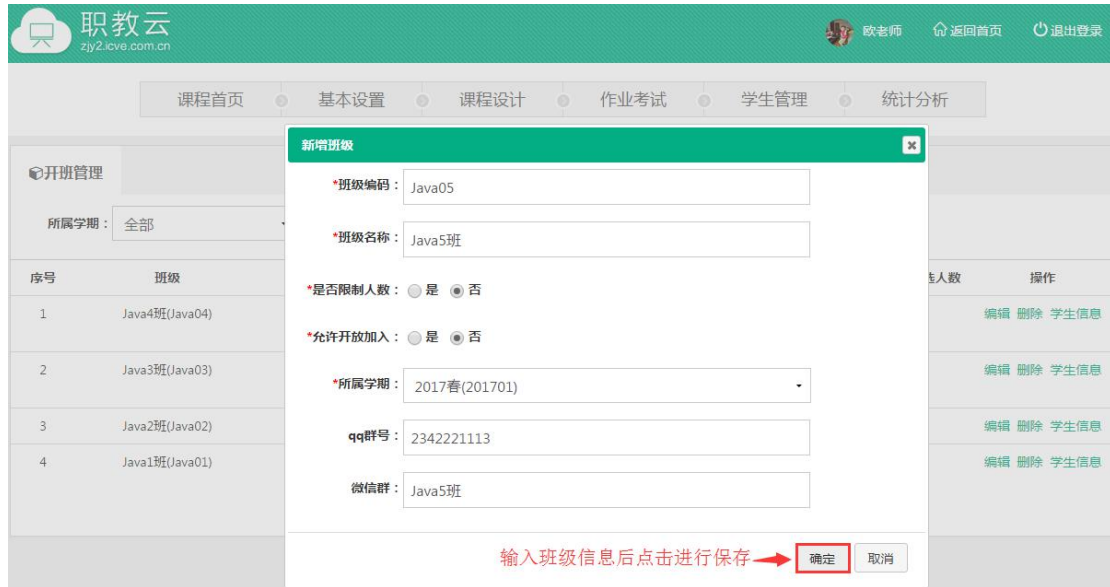 职教云
zjy2.icve.com.cn
欧老师 返回首页 退出登录
课程首页 基本设置 课程设计 作业考试 学生管理 统计分析
新增班级
开班管理
*班级编码： Java05
所属学期： 全部
*班级名称： Java5班
序号 班级 人数 操作
*是否限制人数： 是 否
1 Java4班(Java04) 编辑 删除 学生信息
*允许开放加入： 是 否
2 Java3班(Java03) 编辑 删除 学生信息
*所属学期： 2017春(201701)
3 Java2班(Java02) 编辑 删除 学生信息
qq群号： 2342221113
4 Java1班(Java01) 编辑 删除 学生信息
微信群： Java5班
输入班级信息后点击进行保存 确定 取消